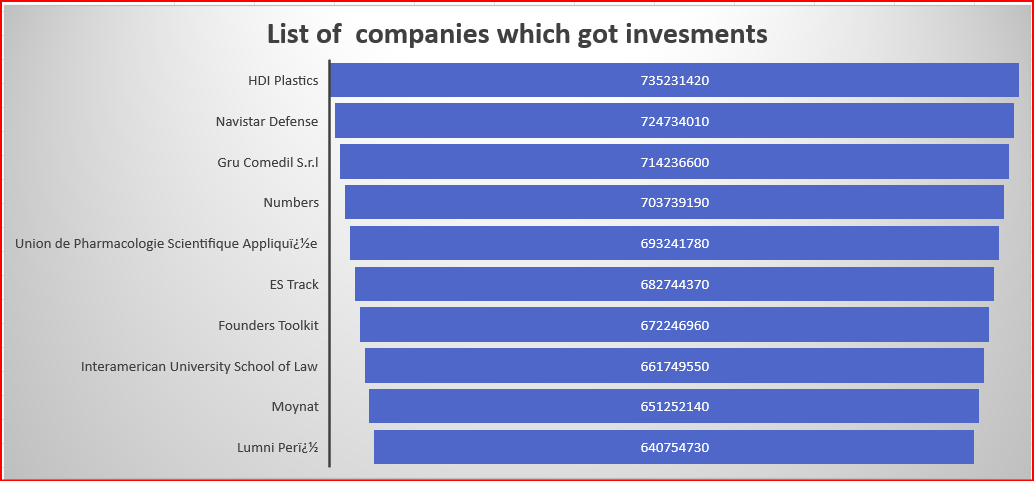 List of  companies which got invesments
HDI Plastics 735231420
Navistar Defense 724734010
Gru Comedil S.r.l 714236600
Numbers 703739190
Union de Pharmacologie Scientifique Appliquï¿½e 693241780
ES Track 682744370
Founders Toolkit 672246960
Interamerican University School of Law 661749550
Moynat 651252140
Lumni Perï¿½ 640754730